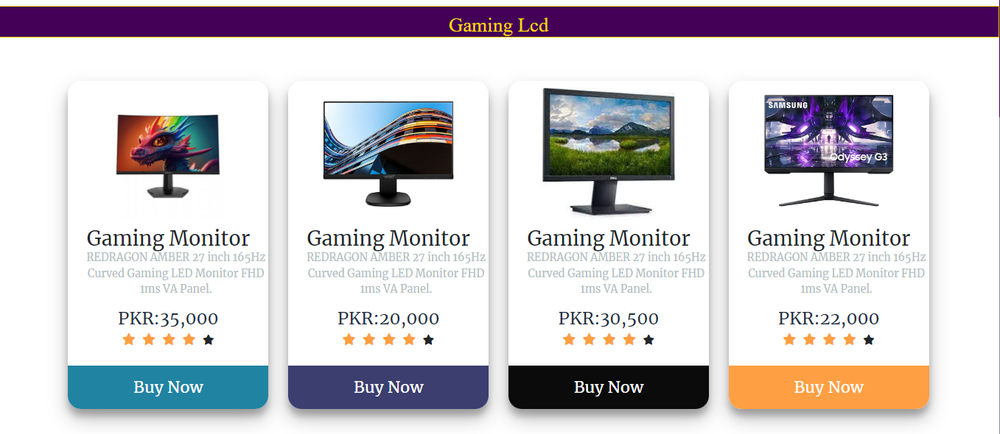 Gaming Lcd
SAMSUNG
Odyssey G3
DELL
Gaming Monitor
REDRAGON AMBER 27 inch 165Hz
Curved Gaming LED Monitor FHD
1ms VA Panel.
PKR:35,000
Buy Now
Gaming Monitor
REDRAGON AMBER 27 inch 165Hz
Curved Gaming LED Monitor FHD
1ms VA Panel.
PKR:20,000
Buy Now
Gaming Monitor
REDRAGON AMBER 27 inch 165Hz
Curved Gaming LED Monitor FHD
1ms VA Panel.
PKR:30,500
Buy Now
Gaming Monitor
REDRAGON AMBER 27 inch 165Hz
Curved Gaming LED Monitor FHD
1ms VA Panel.
PKR:22,000
Buy Now